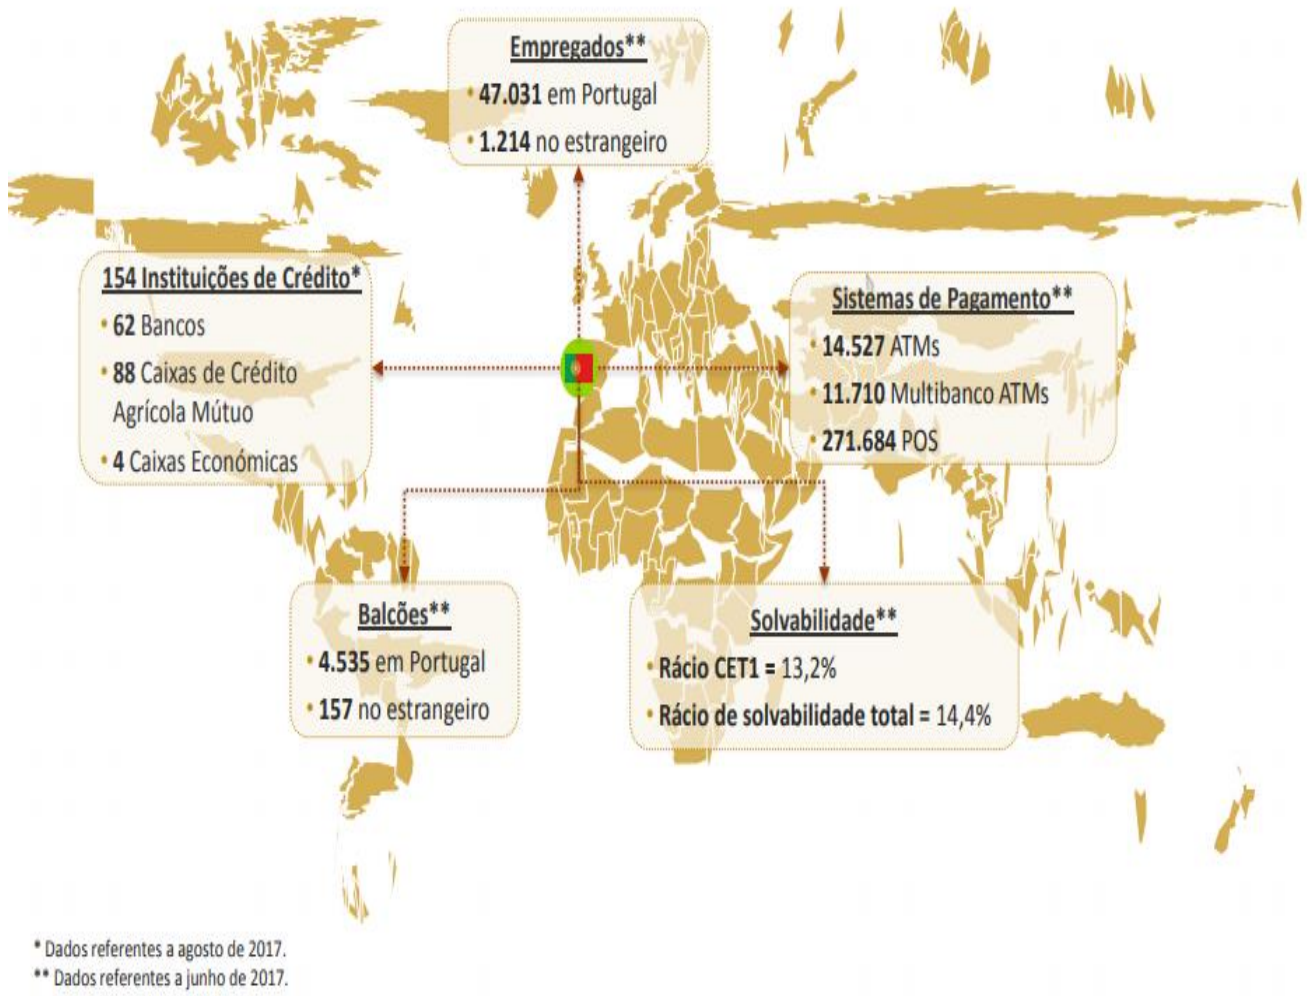 Empregados**
• 47.031 em Portugal
• 1.214 no estrangeiro
154 Instituições de Crédito*
• 62 Bancos
• 88 Caixas de Crédito
Agrícola Mútuo
• 4 Caixas Económicas
Sistemas de Pagamento**
• 14.527 ATMs
• 11.710 Multibanco ATMs
• 271.684 POS
Balcões**
• 4.535 em Portugal
• 157 no estrangeiro
Solvabilidade**
• Rácio CET1 = 13,2%
• Rácio de solvabilidade total = 14,4%
* Dados referentes a agosto de 2017.
** Dados referentes a junho de 2017.